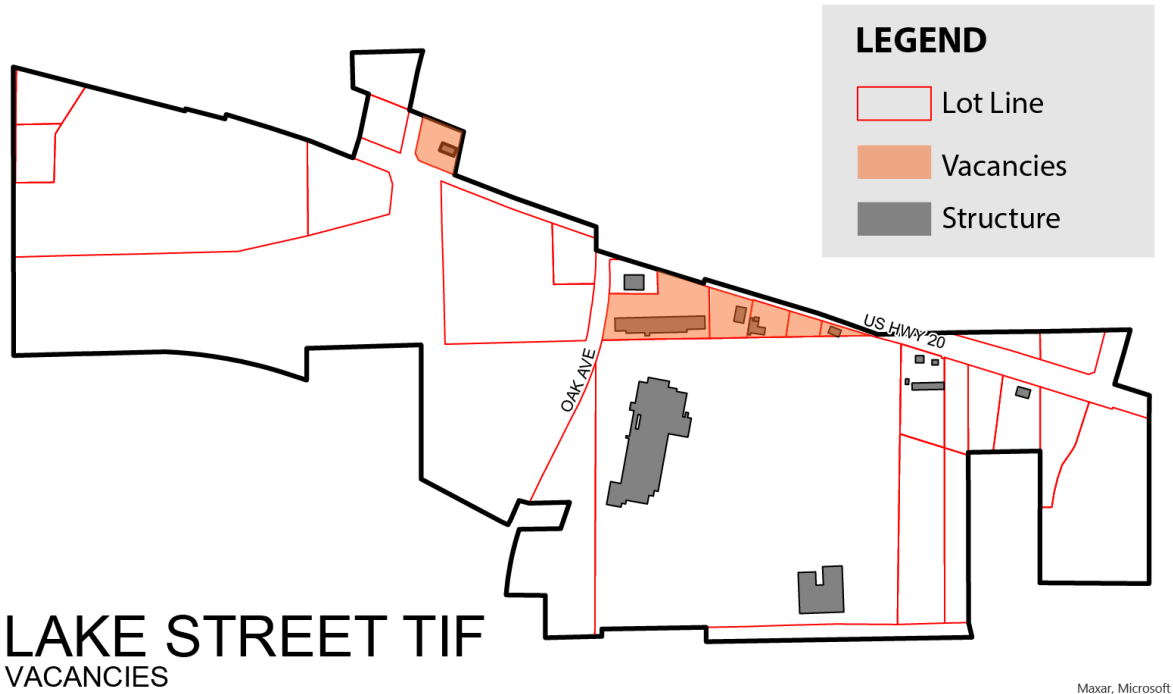 LEGEND
Lot Line
Vacancies
Structure
US HWY 20
OAK AVE
LAKE STREET TIF
VACANCIES
Maxar, Microsoft